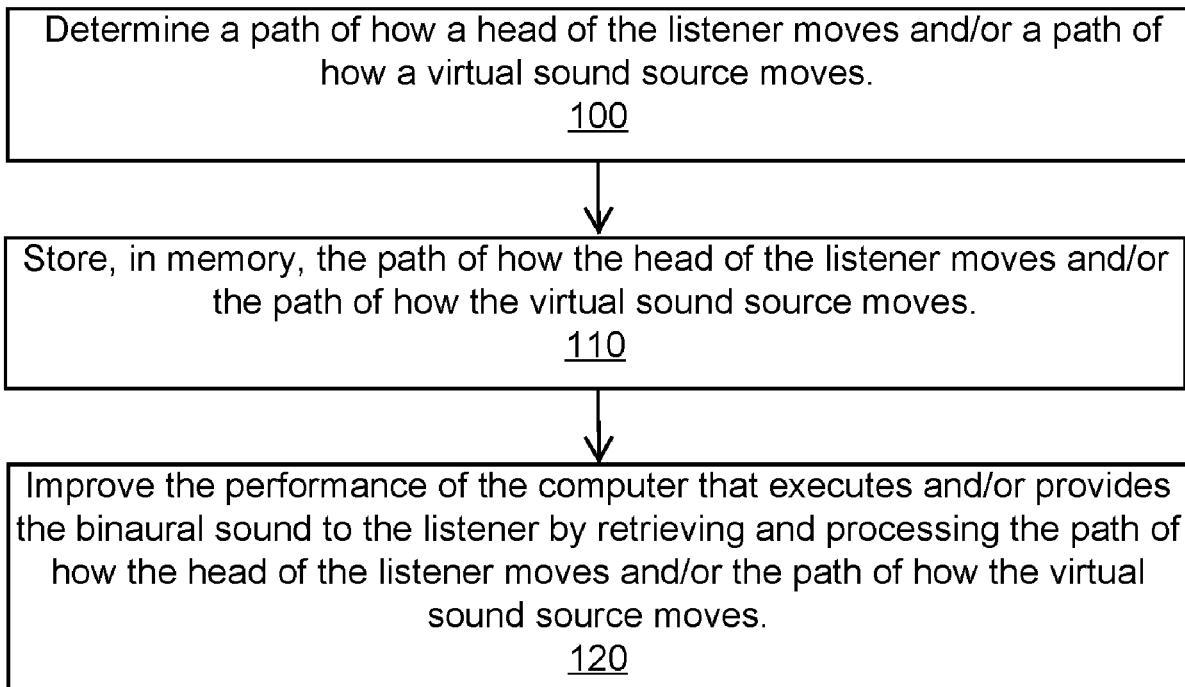 Determine a path of how a head of the listener moves and/or a path of
how a virtual sound source moves.
100
Store, in memory, the path of how the head of the listener moves and/or
the path of how the virtual sound source moves.
110
Improve the performance of the computer that executes and/or provides
the binaural sound to the listener by retrieving and processing the path of
how the head of the listener moves and/or the path of how the virtual
sound source moves.
120